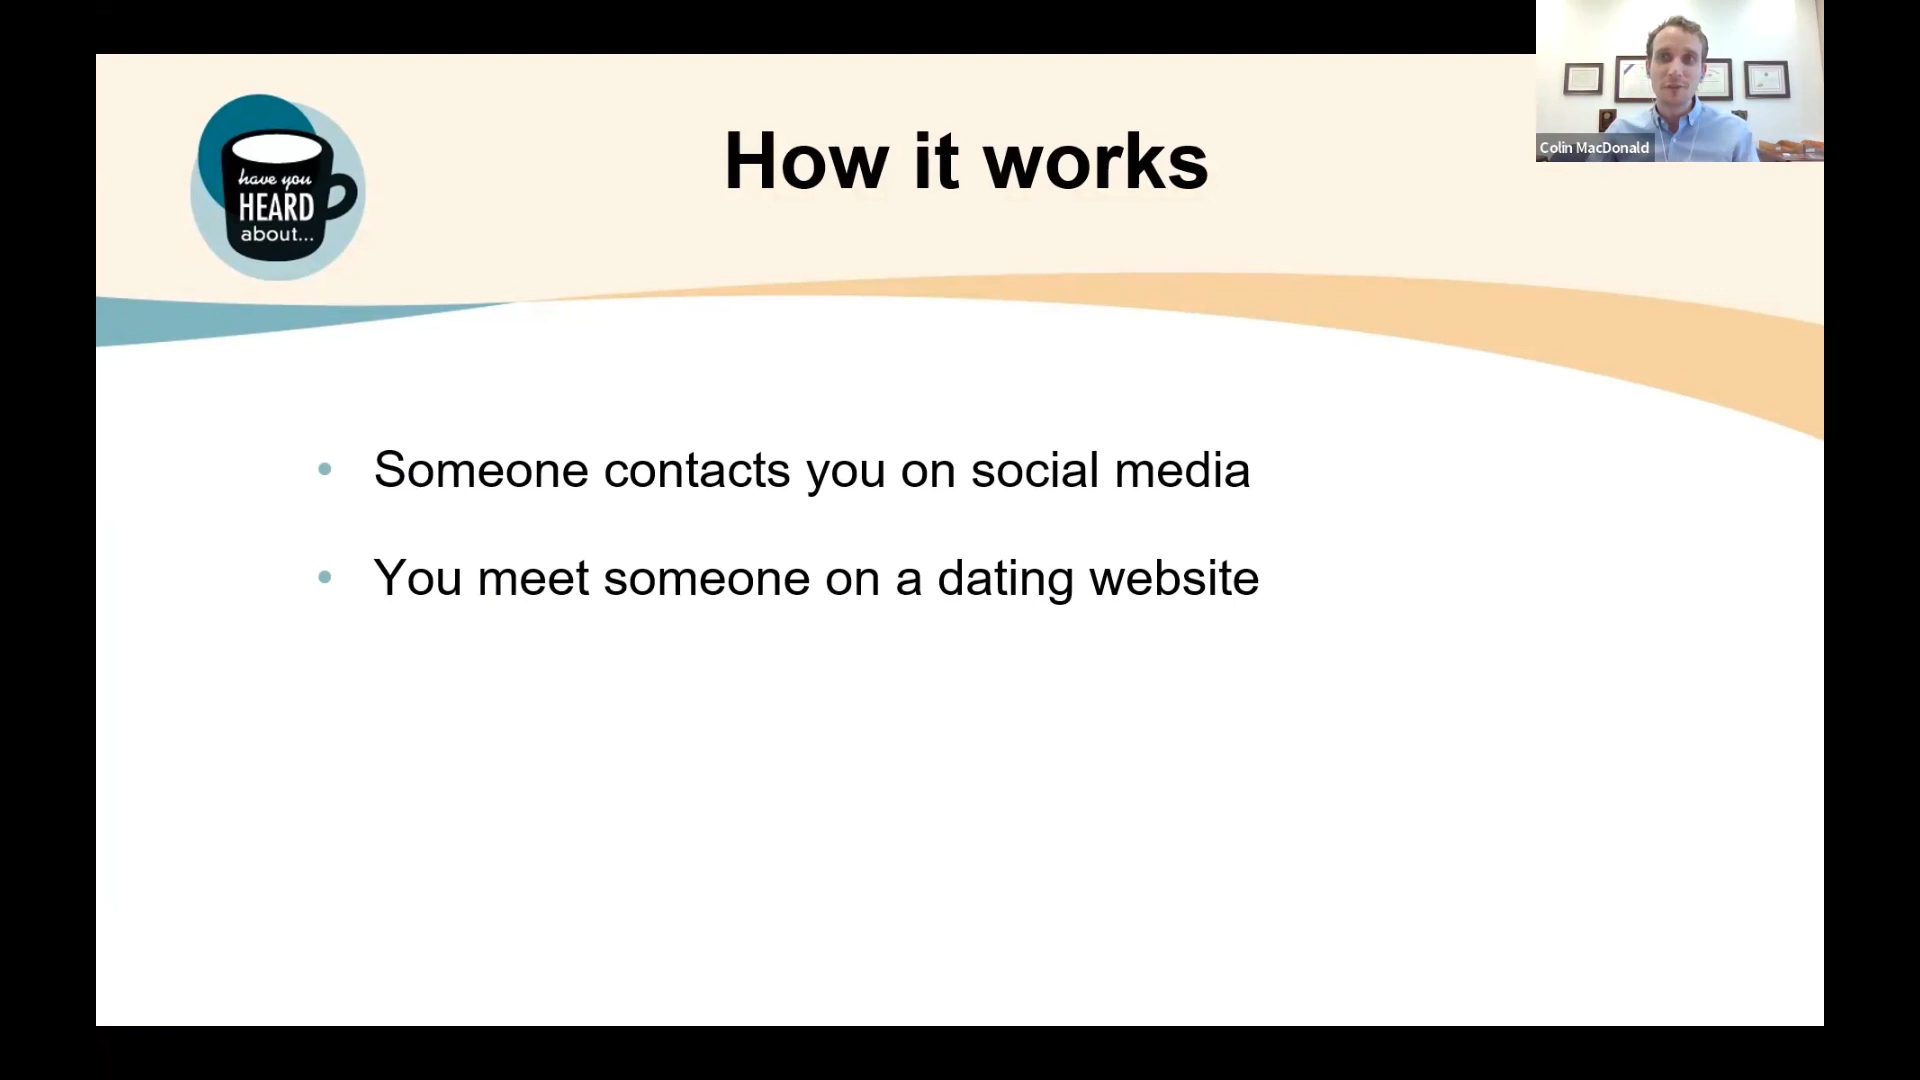 How it works
Colin MacDonald
have you
HEARD
about...
• Someone contacts you on social media
• You meet someone on a dating website